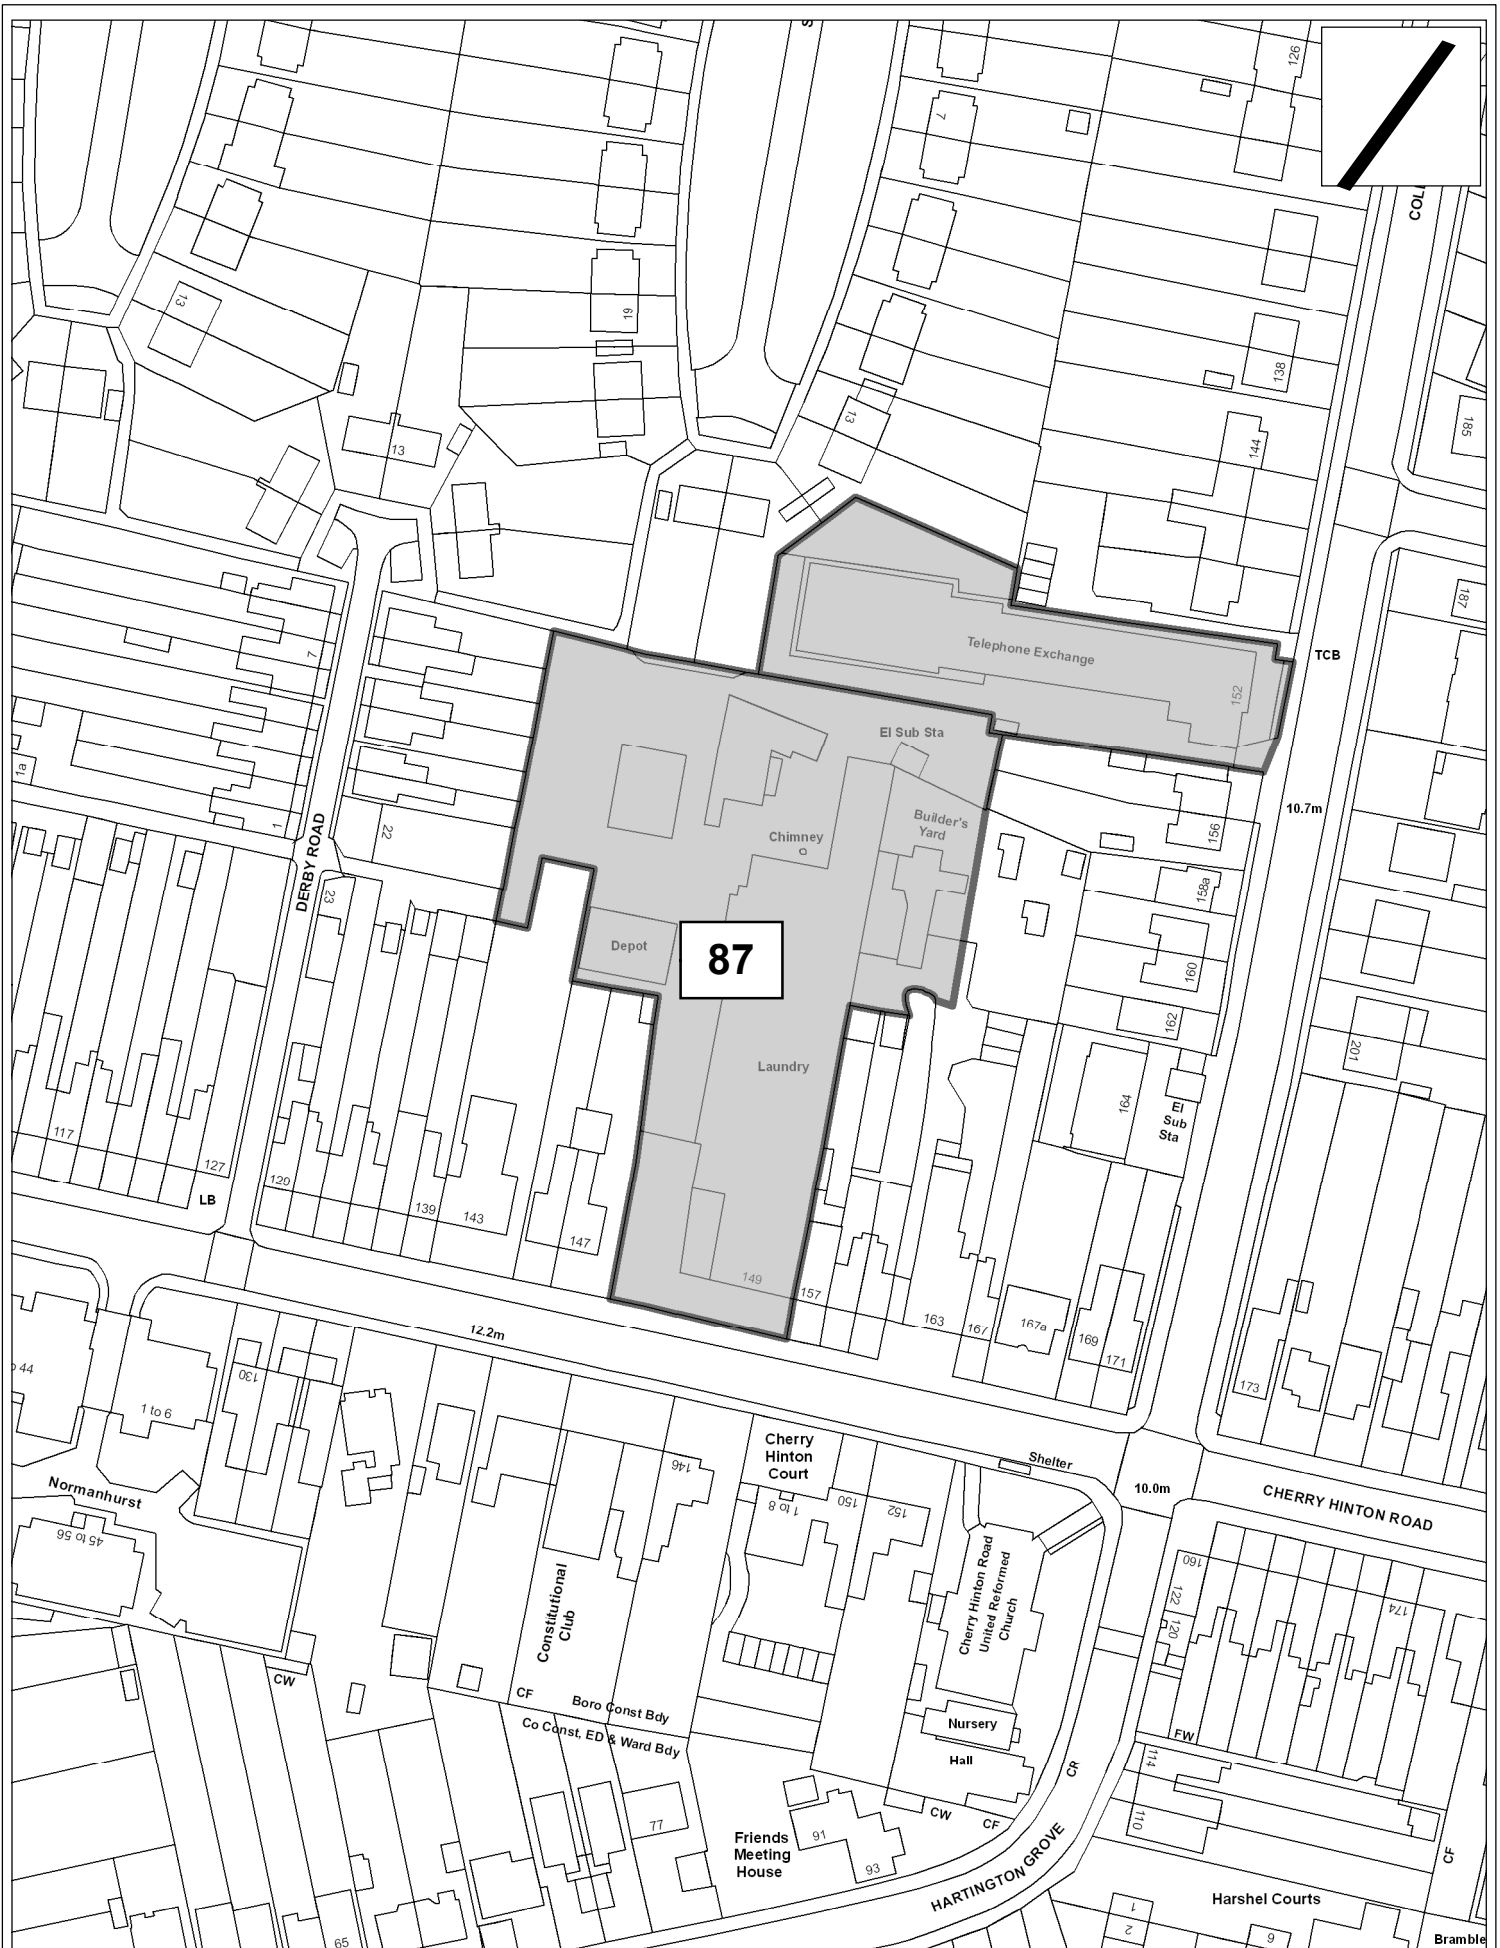 126
7
COLL
13
19
138
185
144
13
13
187
7
Telephone Exchange
TCB
152
El Sub Sta
1a
10.7m
Builder's
Yard
Chimney
156
1
22
DERBY ROAD
158a
23
Depot
87
160
162
201
Laundry
164
El
Sub
Sta
117
127
LB
129
139
143
147
149
157
163
167
167a
169
171
12.2m
173
44
130
1 to 6
Cherry
Hinton
Court
146
Shelter
Normanhurst
10.0m
CHERRY HINTON ROAD
1 to 8
150
152
45 to 56
Constitutional
Club
Cherry Hinton Road
United Reformed
Church
160
122
120
174
CW
CF
Boro Const Bdy
Co Const, ED & Ward Bdy
Nursery
Hall
FW
CR
114
110
CW
CF
77
Friends
Meeting
House
91
93
CF
HARTINGTON GROVE
Harshel Courts
1
2
6
65
Bramble